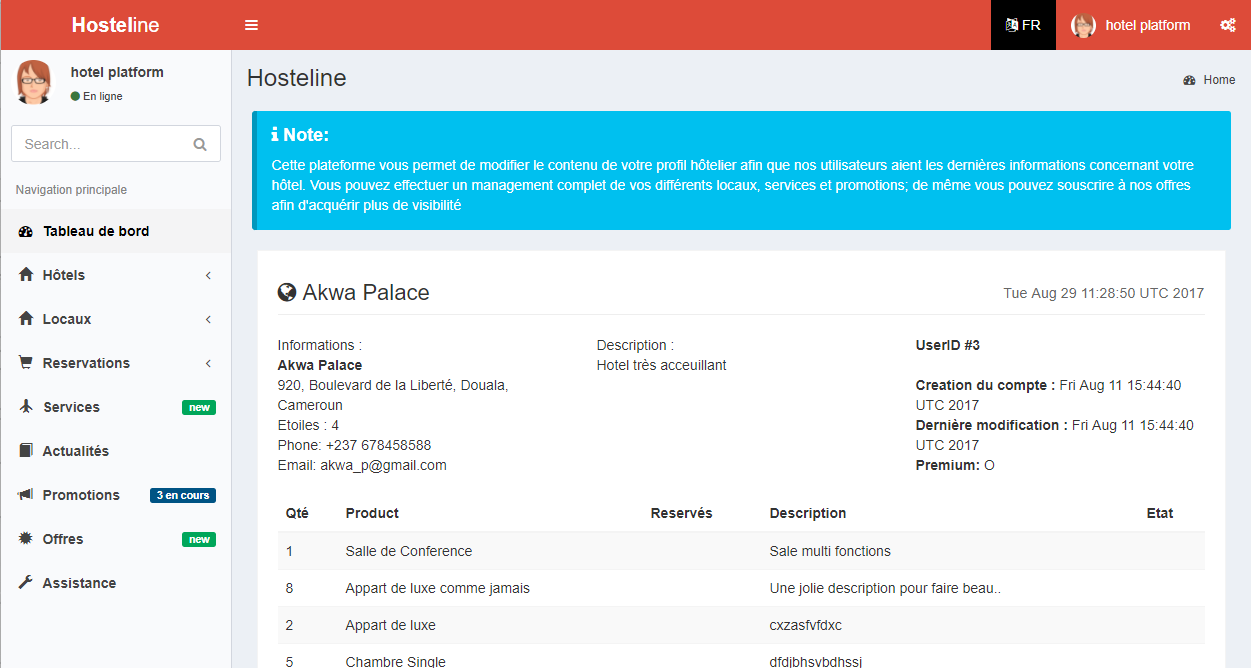 Hosteline
FR
hotel platform
hotel platform
En ligne
Search...
Navigation principale
Tableau de bord
Hôtels
Locaux
Reservations
Services new
Actualités
Promotions 3 en cours
Offres new
Assistance
Hosteline
Home
Note:
Cette plateforme vous permet de modifier le contenu de votre profil hôtelier afin que nos utilisateurs aient les dernières informations concernant votre
hôtel. Vous pouvez effectuer un management complet de vos différents locaux, services et promotions; de même vous pouvez souscrire à nos offres
afin d'acquérir plus de visibilité
Akwa Palace
Tue Aug 29 11:28:50 UTC 2017
Informations :
Akwa Palace
920, Boulevard de la Liberté, Douala,
Cameroun
Etoiles : 4
Phone: +237 678458588
Email: akwa_p@gmail.com
Description :
Hotel très acceuillant
UserID #3
Creation du compte : Fri Aug 11 15:44:40
UTC 2017
Dernière modification : Fri Aug 11 15:44:40
UTC 2017
Premium: O
Qté Product Reservés Description Etat
1 Salle de Conference Sale multi fonctions
8 Appart de luxe comme jamais Une jolie description pour faire beau..
2 Appart de luxe cxzasfvfdxc
5 Chambre Single dfdjbhsvbdhssj